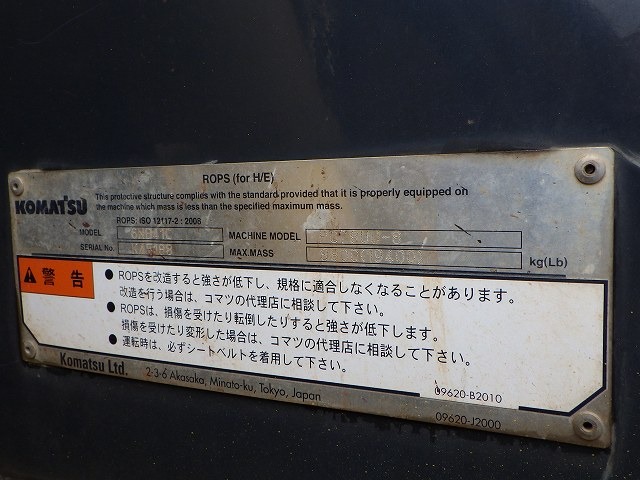 ROPS (for H/E)
KOMATSU
This protective structure complies with the standard provided that it is properly equipped on
the machine which mass is less than the specified maximum mass.
ROPS: ISO 12117-2 : 2008
MODEL
MACHINE MODEL
SERIAL No.
MAX.MASS
kg(Lb)
警告
● ROPSを改造すると強さが低下し、規格に適合しなくなることがあります。
改造を行う場合は、コマツの代理店に相談して下さい。
● ROPSは、損傷を受けたり転倒したりすると強さが低下します。
損傷を受けたり変形した場合は、コマツの代理店に相談して下さい。
● 運転時は、必ずシートベルトを着用して下さい。
09620-B2010
Komatsu Ltd.
2-3-6 Akasaka, Minato-ku, Tokyo, Japan
09620-J2000